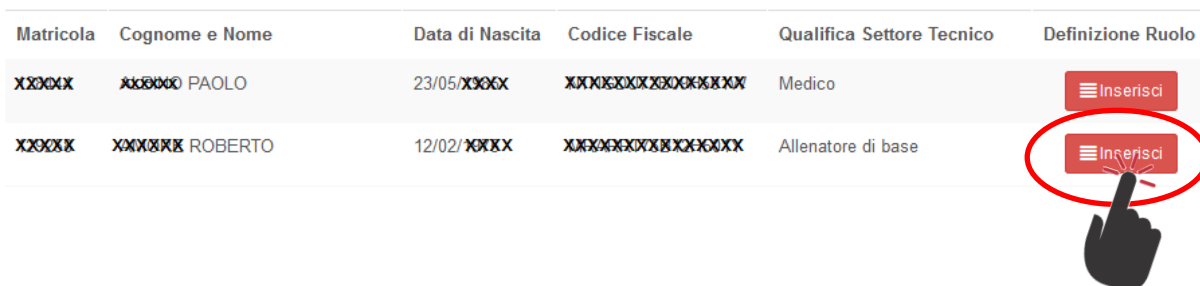 Matricola Cognome e Nome Data di Nascita Codice Fiscale Qualifica Settore Tecnico Definizione Ruolo
PAOLO 23/05/ Medico Inserisci
ROBERTO 12/02/ Allenatore di base Inserisci